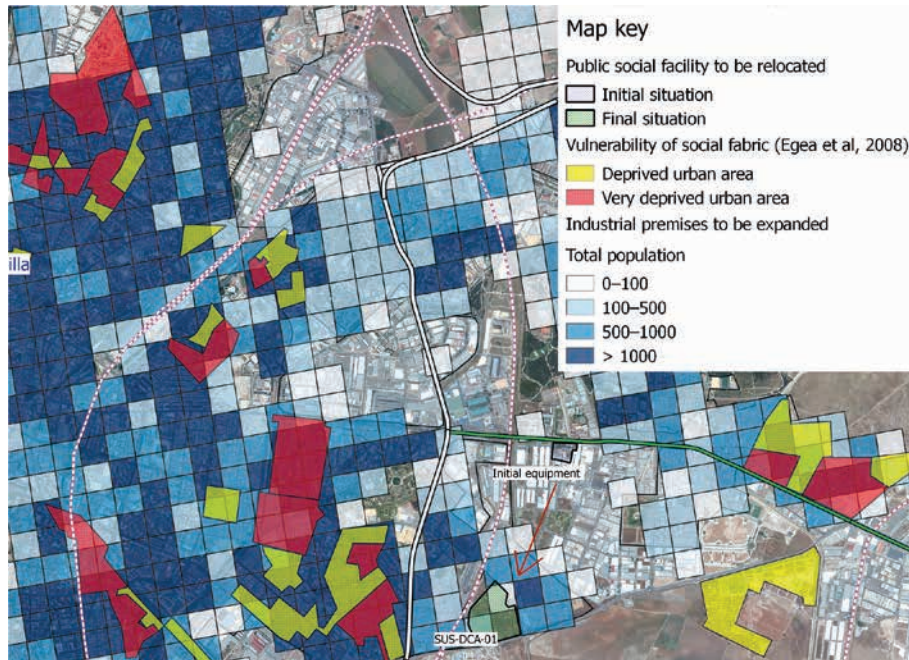 Map key
Public social facility to be relocated
Initial situation
Final situation
Vulnerability of social fabric (Egea et al, 2008)
Deprived urban area
Very deprived urban area
Industrial premises to be expanded
Total population
0–100
100–500
500–1000
> 1000
illa
Initial equipment
SUS-DCA-01